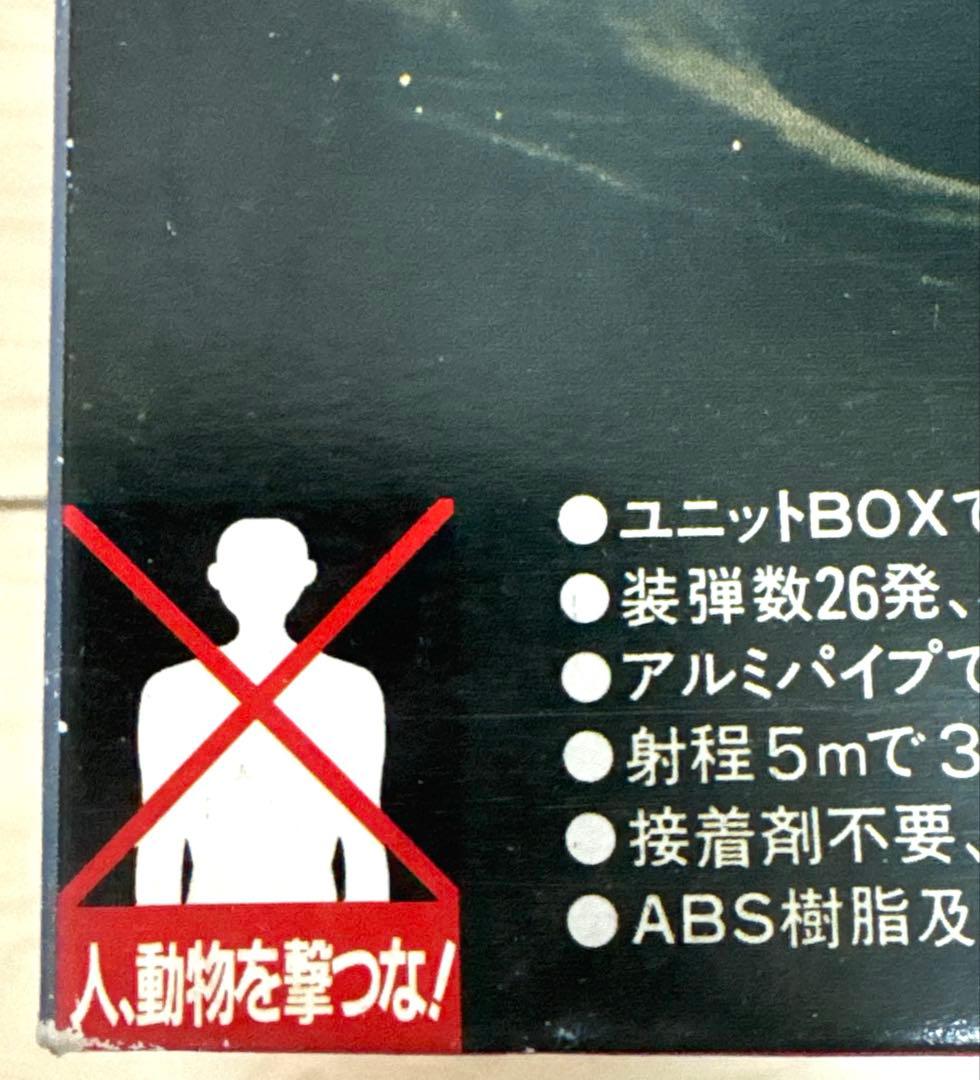 ●ユニットBOXで
●装弾数26発、
●アルミパイプで
●射程5mで3
●接着剤不要、
●ABS樹脂及
人、動物を撃つな!